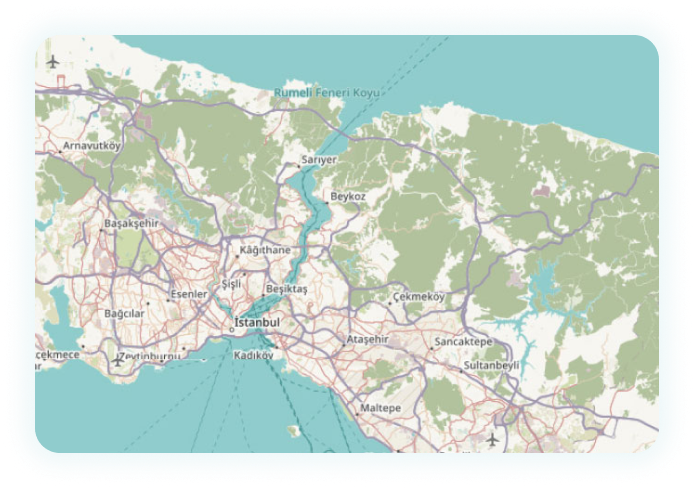 Rumeli Feneri Koyu
Arnavutköy
Sarıyer
Beykoz
Başakşehir
Kâğıthane
Şişli
Beşiktaş
Esenler
Çekmeköy
Bağcılar
İstanbul
Ataşehir
Sancaktepe
çekmece
Zeytinburnu
Kadıköy
Sultanbeyli
Maltepe